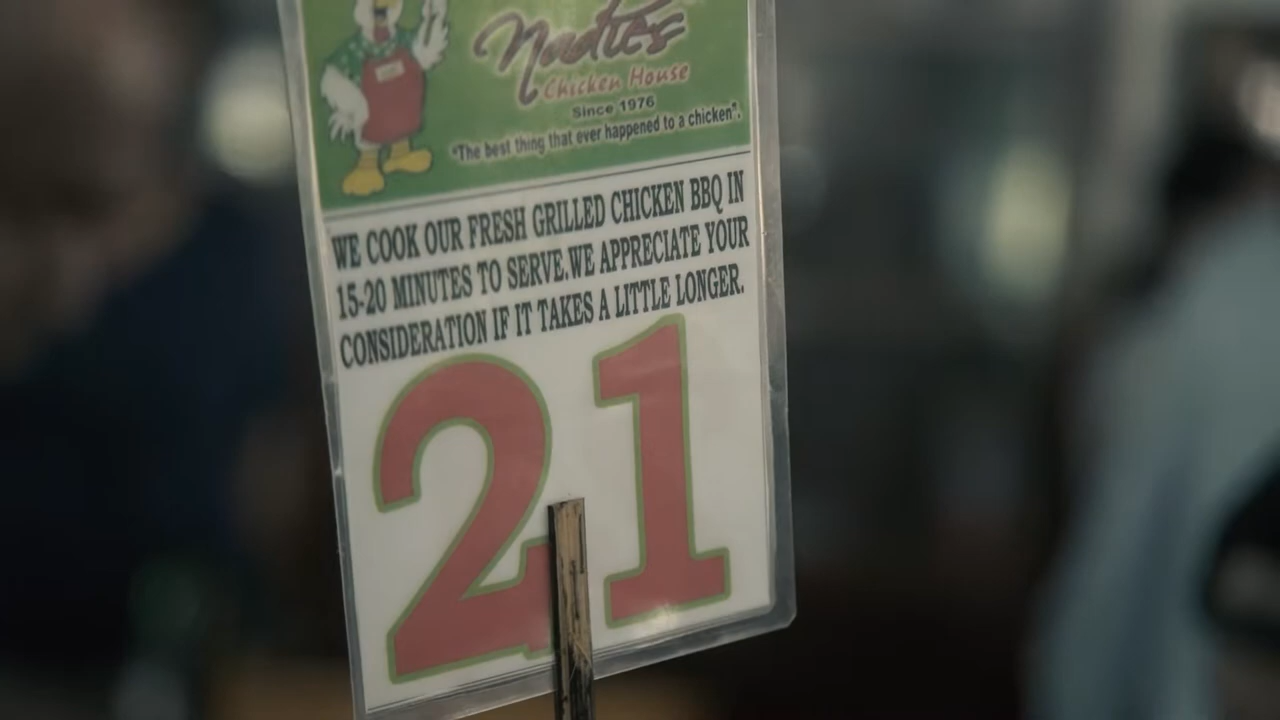 Nadtes
Chicken House
Since 1976
"The best thing that ever happened to a chicken".
WE COOK OUR FRESH GRILLED CHICKEN BBQ IN
15-20 MINUTES TO SERVE.WE APPRECIATE YOUR
CONSIDERATION IF IT TAKES A LITTLE LONGER.
21